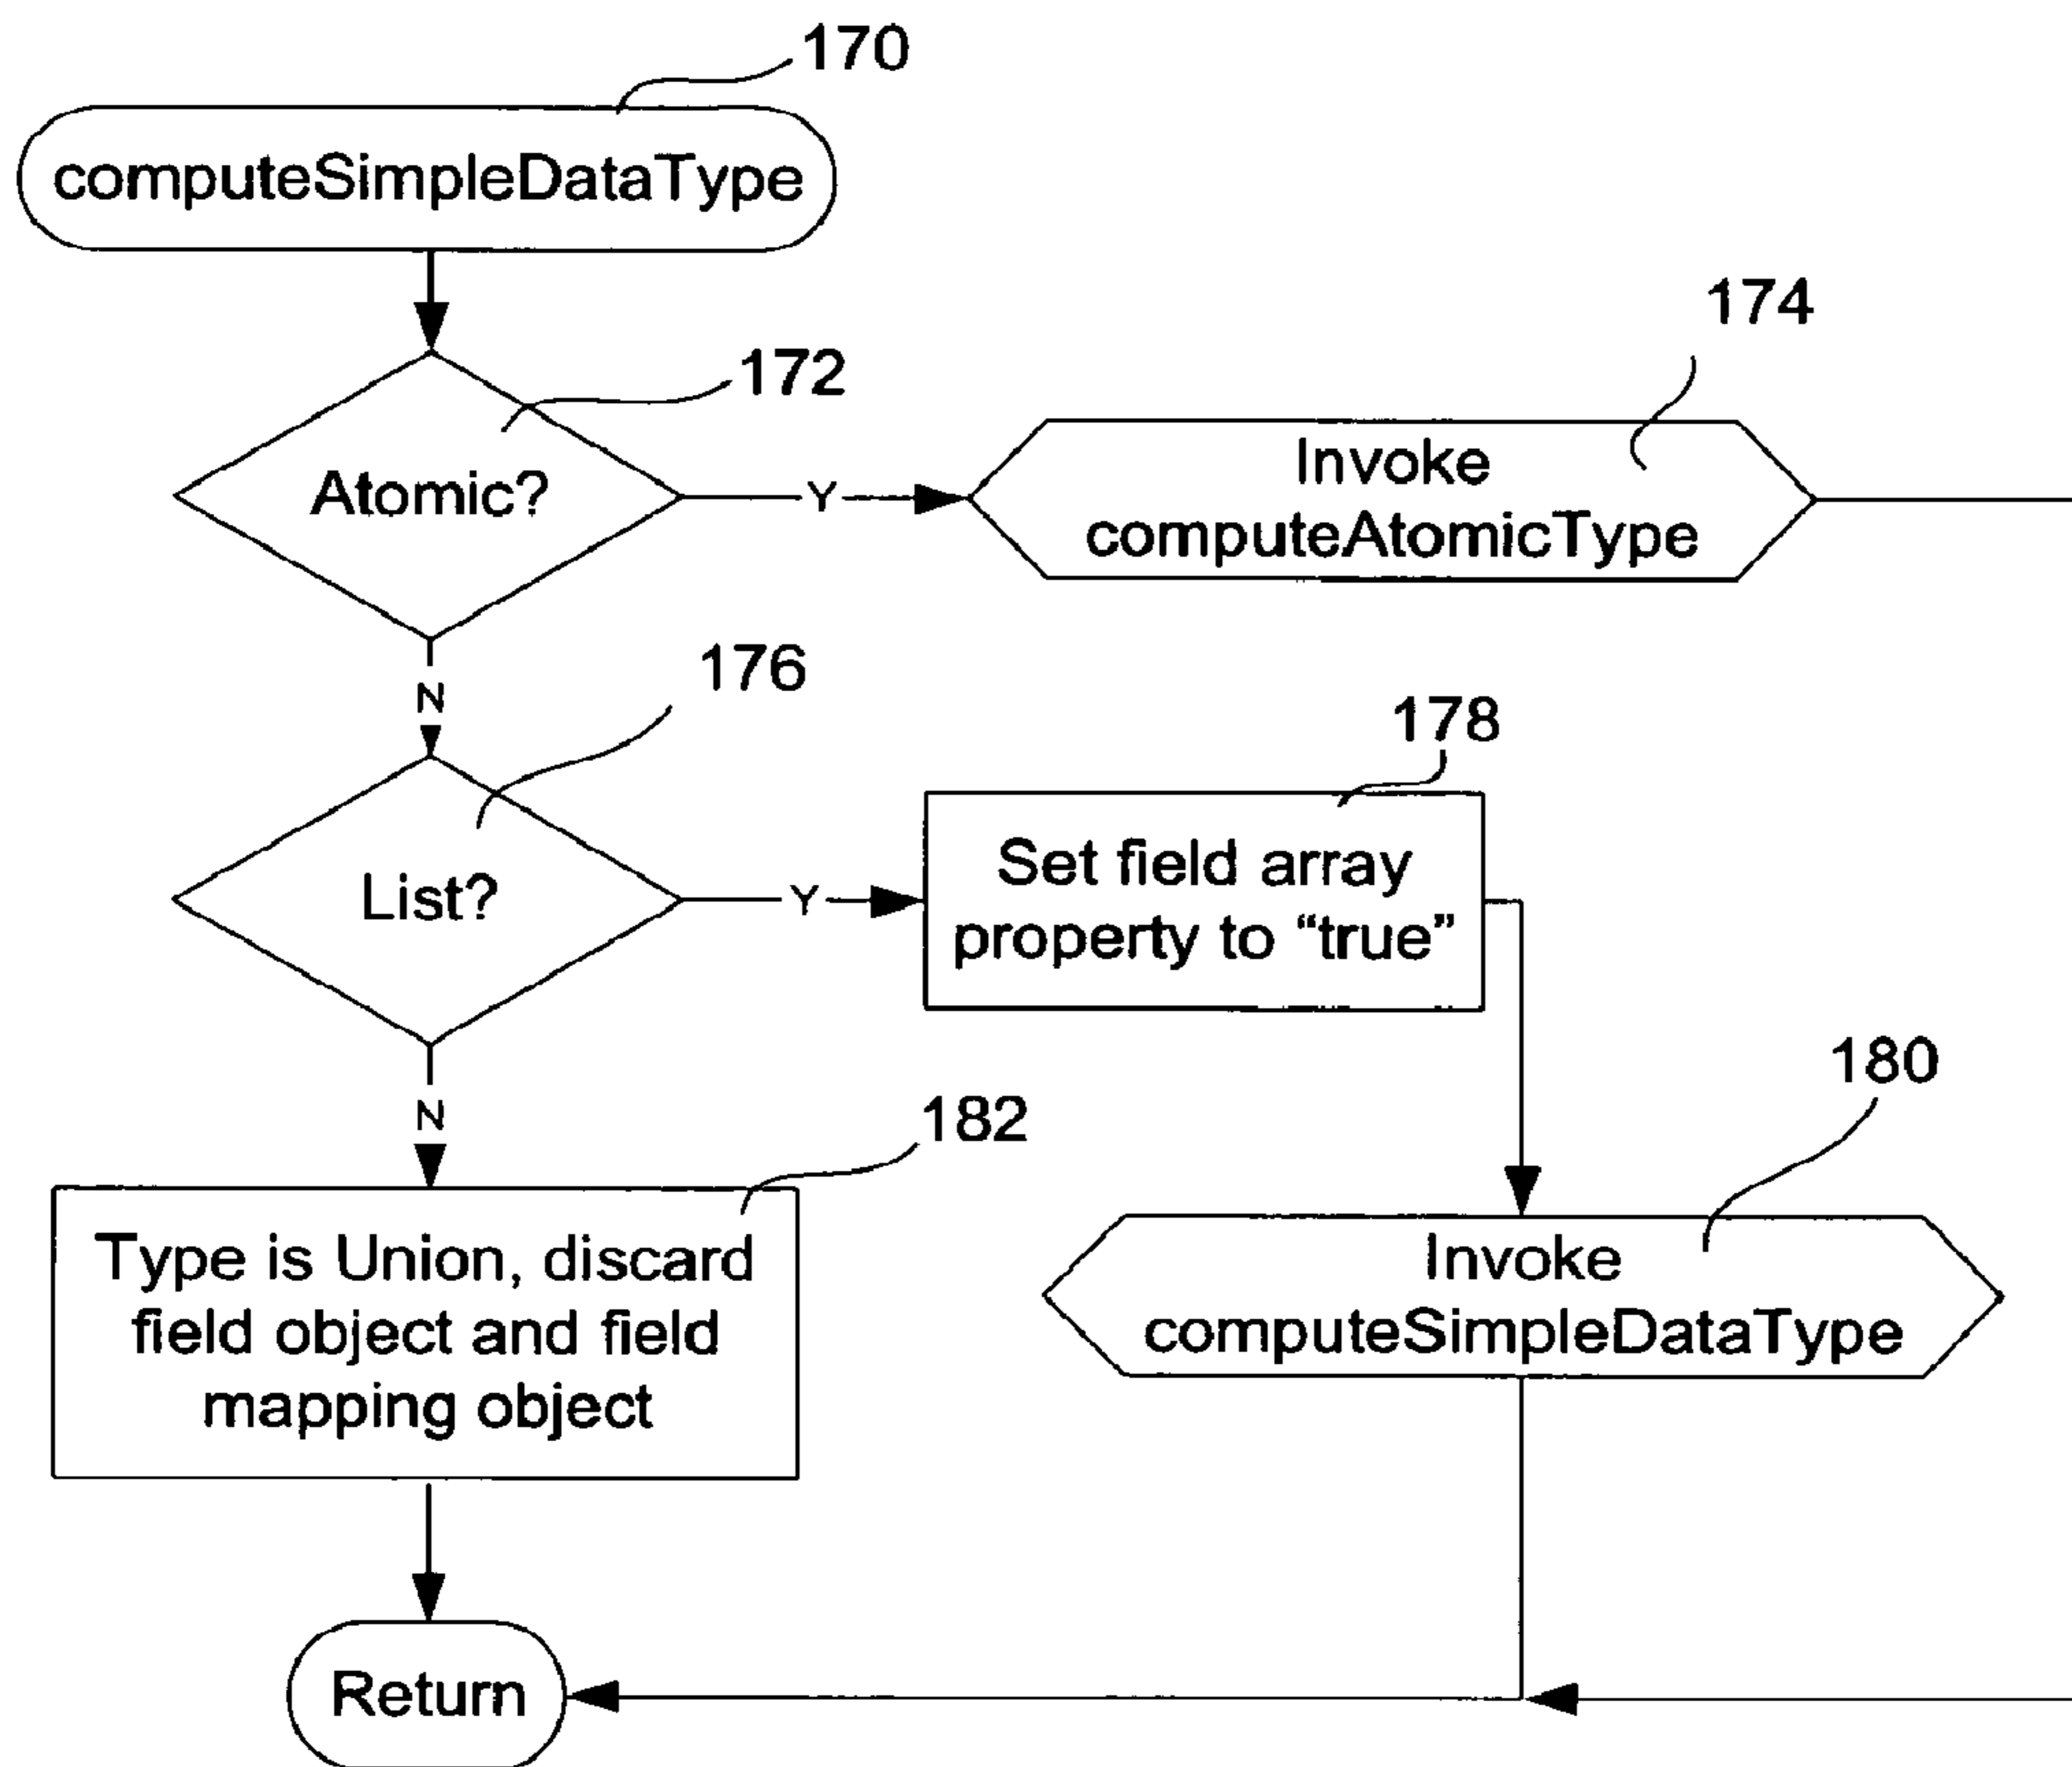 170
computeSimpleDataType
172
Atomic?
Y
174
Invoke
computeAtomicType
N
176
List?
Y
178
Set field array
property to “true”
N
180
Invoke
computeSimpleDataType
182
Type is Union, discard
field object and field
mapping object
Return